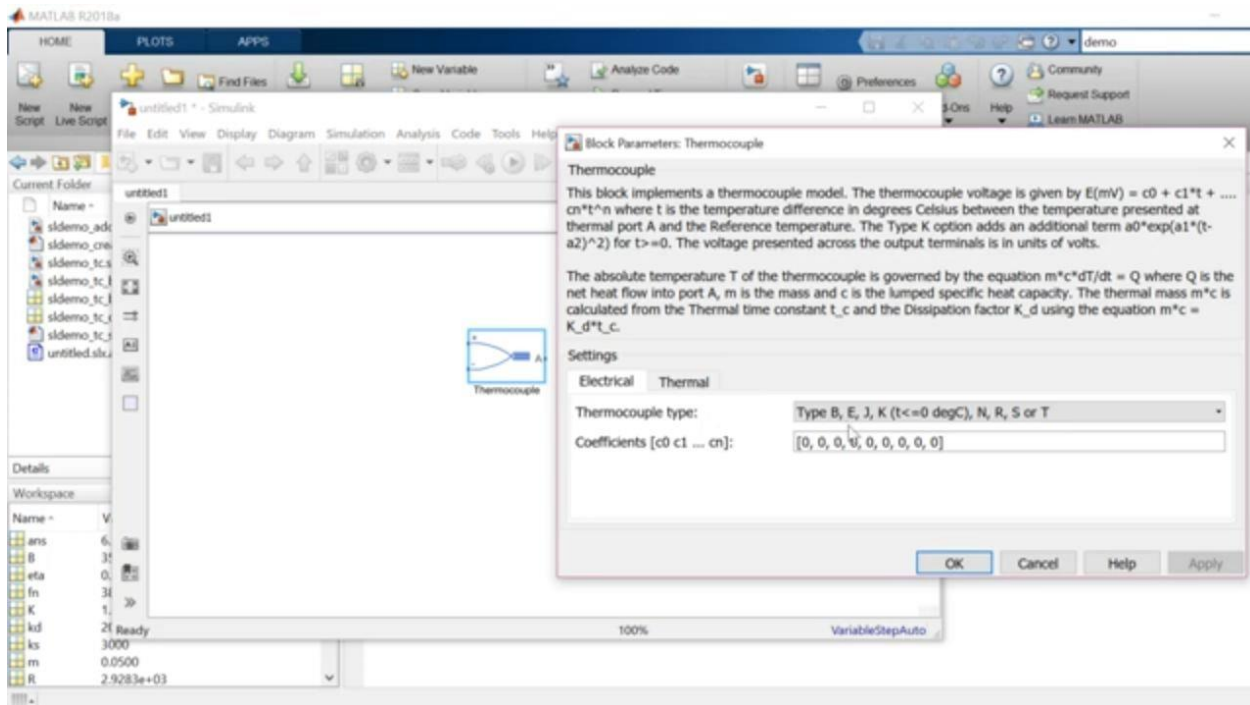 MATLAB R2018a
HOME PLOTS APPS
demo
Find Files
New Variable
Analyze Code
Preferences
Community
Request Support
Learn MATLAB
New Script
New Live Script
Help
untitled1 * - Simulink
File Edit View Display Diagram Simulation Analysis Code Tools Help
Current Folder
Name
untitled1
untitled1
untitled.slx
Thermocouple
A
Details
Workspace
Name
ans
B
eta
fn
K
kd
ks 3000
m 0.0500
R 2.9283e+03
Ready 100% VariableStepAuto
Block Parameters: Thermocouple
Thermocouple
This block implements a thermocouple model. The thermocouple voltage is given by E(mV) = c0 + c1*t + ....
cn*t^n where t is the temperature difference in degrees Celsius between the temperature presented at
thermal port A and the Reference temperature. The Type K option adds an additional term a0*exp(a1*(t-
a2)^2) for t>=0. The voltage presented across the output terminals is in units of volts.
The absolute temperature T of the thermocouple is governed by the equation m*c*dT/dt = Q where Q is the
net heat flow into port A, m is the mass and c is the lumped specific heat capacity. The thermal mass m*c is
calculated from the Thermal time constant t_c and the Dissipation factor K_d using the equation m*c =
K_d*t_c.
Settings
Electrical Thermal
Thermocouple type: Type B, E, J, K (t<=0 degC), N, R, S or T
Coefficients [c0 c1 ... cn]: [0, 0, 0, 0, 0, 0, 0, 0, 0]
OK Cancel Help Apply